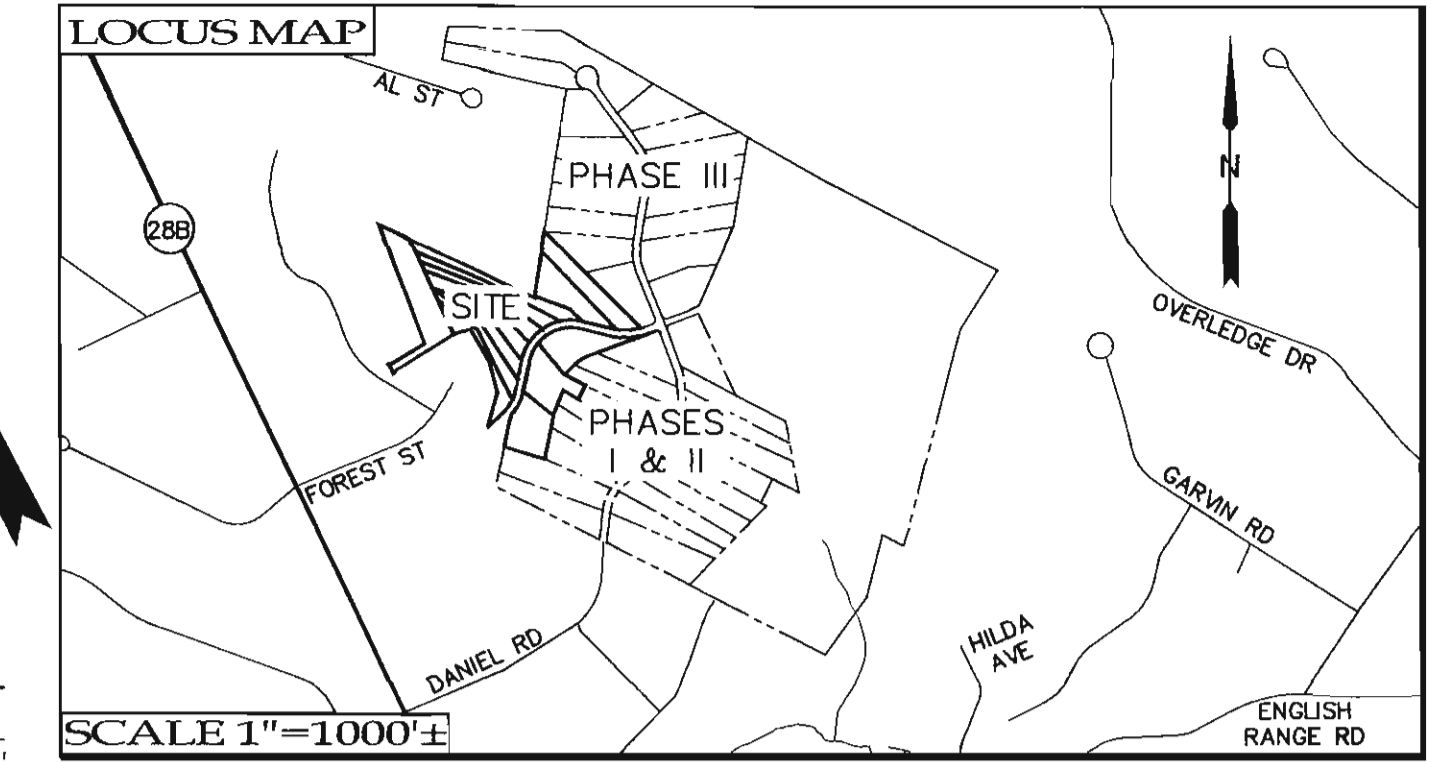 LOCUS MAP
AL ST
PHASE III
N
28B
SITE
OVERLEDGE DR
PHASES
I & II
FOREST ST
GARVIN RD
DANIEL RD
HILDA
AVE
SCALE 1"=1000'±
ENGLISH
RANGE RD